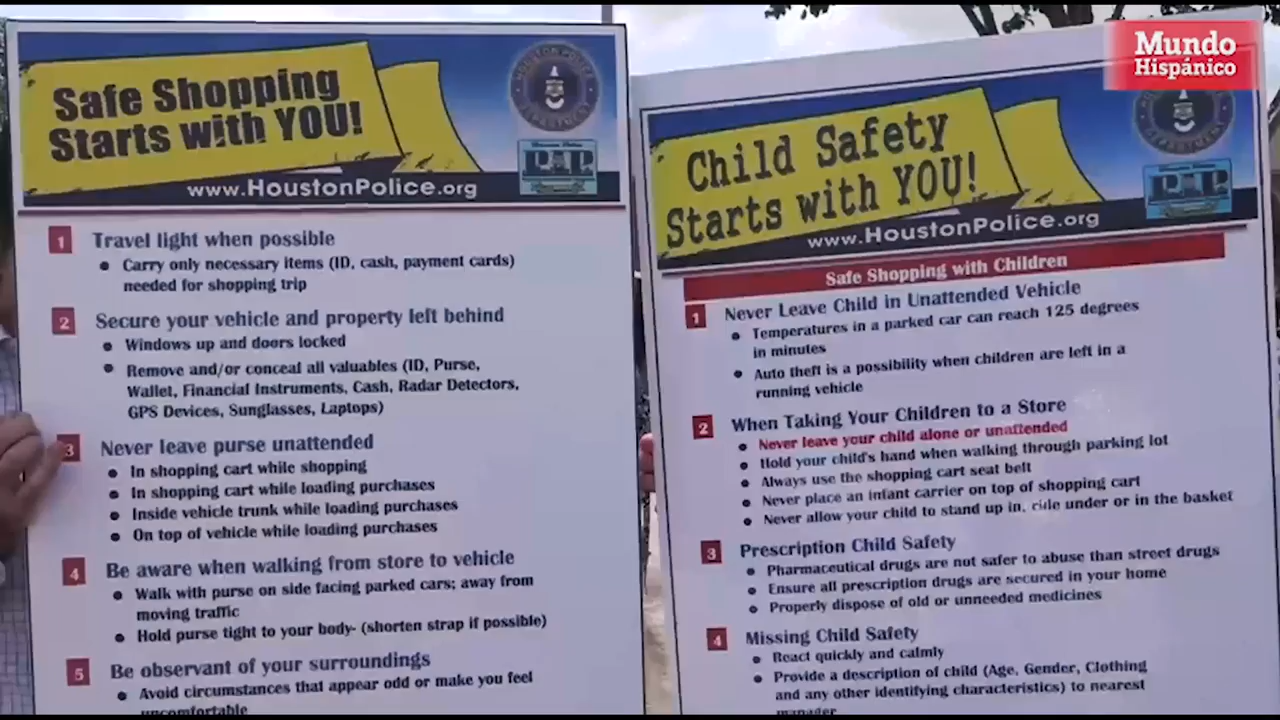 Mundo
Hispánico
Safe Shopping
Starts with YOU!
HOUSTON POLICE
DEPARTMENT
PIP
www.HoustonPolice.org
1 Travel light when possible
• Carry only necessary items (ID, cash, payment cards)
needed for shopping trip
2 Secure your vehicle and property left behind
• Windows up and doors locked
• Remove and/or conceal all valuables (ID, Purse,
Wallet, Financial Instruments, Cash, Radar Detectors,
GPS Devices, Sunglasses, Laptops)
3 Never leave purse unattended
• In shopping cart while shopping
• In shopping cart while loading purchases
• Inside vehicle trunk while loading purchases
• On top of vehicle while loading purchases
4 Be aware when walking from store to vehicle
• Walk with purse on side facing parked cars; away from
moving traffic
• Hold purse tight to your body- (shorten strap if possible)
5 Be observant of your surroundings
• Avoid circumstances that appear odd or make you feel
uncomfortable
Child Safety
Starts with YOU!
PIP
www.HoustonPolice.org
Safe Shopping with Children
1 Never Leave Child in Unattended Vehicle
• Temperatures in a parked car can reach 125 degrees
in minutes
• Auto theft is a possibility when children are left in a
running vehicle
2 When Taking Your Children to a Store
• Never leave your child alone or unattended
• Hold your child's hand when walking through parking lot
• Always use the shopping cart seat belt
• Never place an infant carrier on top of shopping cart
• Never allow your child to stand up in, ride under or in the basket
3 Prescription Child Safety
• Pharmaceutical drugs are not safer to abuse than street drugs
• Ensure all prescription drugs are secured in your home
• Properly dispose of old or unneeded medicines
4 Missing Child Safety
• React quickly and calmly
• Provide a description of child (Age, Gender, Clothing
and any other identifying characteristics) to nearest
manager